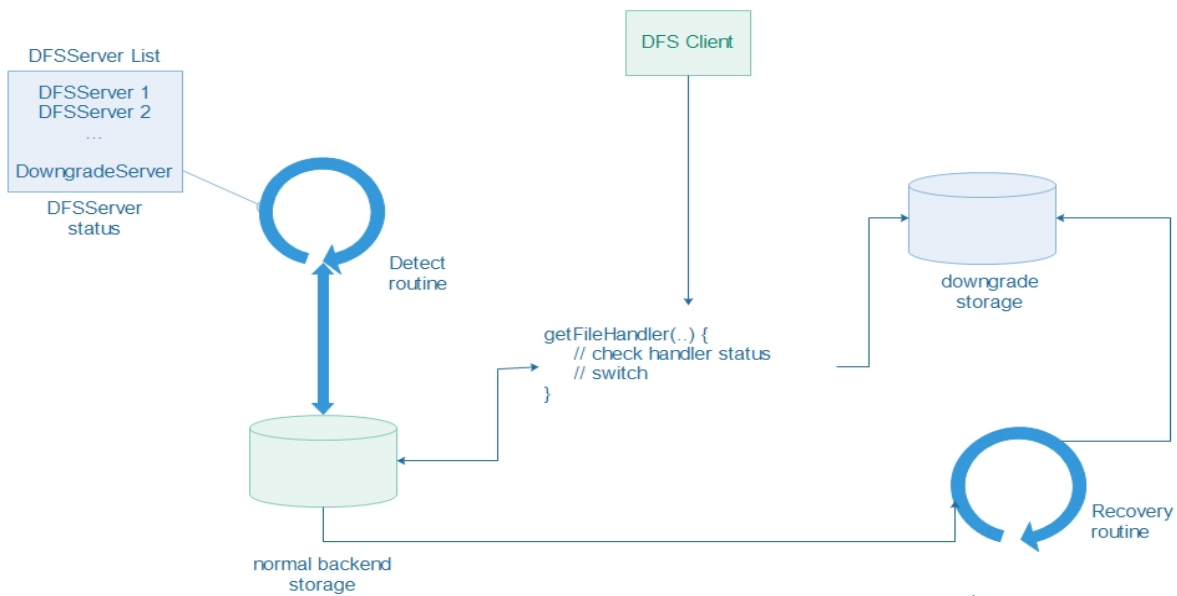 DFSServer List
DFSServer 1
DFSServer 2
...
DowngradeServer
DFSServer
status
Detect
routine
DFS Client
getFileHandler(..) {
// check handler status
// switch
}
downgrade
storage
normal backend
storage
Recovery
routine